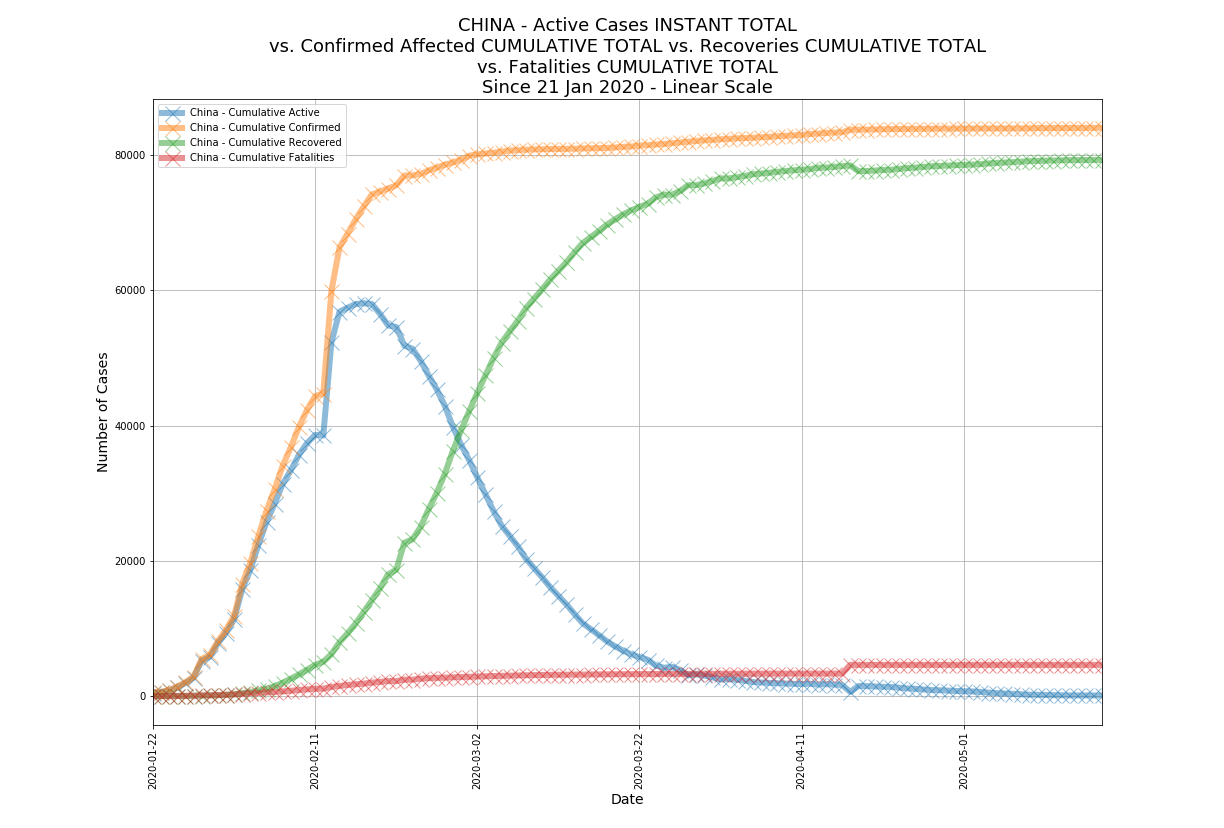 CHINA - Active Cases INSTANT TOTAL
vs. Confirmed Affected CUMULATIVE TOTAL vs. Recoveries CUMULATIVE TOTAL
vs. Fatalities CUMULATIVE TOTAL
Since 21 Jan 2020 - Linear Scale
China - Cumulative Active
China - Cumulative Confirmed
China - Cumulative Recovered
China - Cumulative Fatalities
Number of Cases
80000
60000
40000
20000
0
2020-01-22
2020-02-11
2020-03-02
2020-03-22
2020-04-11
2020-05-01
Date